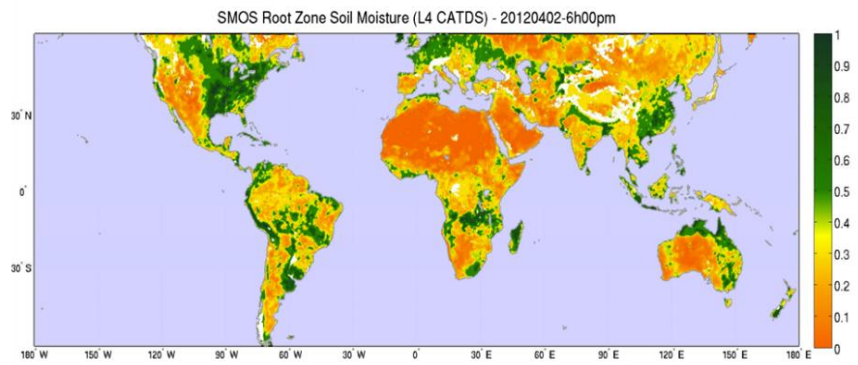 SMOS Root Zone Soil Moisture (L4 CATDS) - 20120402-6h00pm
1
0.9
0.8
0.7
0.6
0.5
0.4
0.3
0.2
0.1
0
30° N
0°
30° S
180° W
150° W
120° W
90° W
60° W
30° W
0°
30° E
60° E
90° E
120° E
150° E
180° E